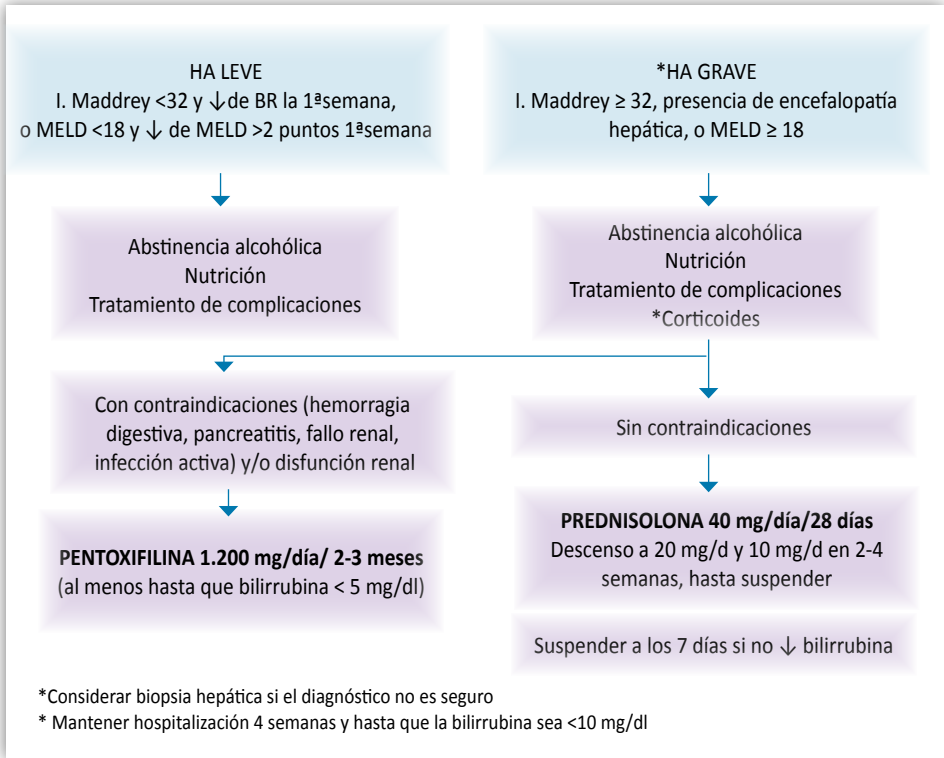 HA LEVE
I. Maddrey <32 y ↓de BR la 1ªsemana,
o MELD <18 y ↓ de MELD >2 puntos 1ªsemana
*HA GRAVE
I. Maddrey ≥ 32, presencia de encefalopatía
hepática, o MELD ≥ 18
Abstinencia alcohólica
Nutrición
Tratamiento de complicaciones
Abstinencia alcohólica
Nutrición
Tratamiento de complicaciones
*Corticoides
Con contraindicaciones (hemorragia
digestiva, pancreatitis, fallo renal,
infección activa) y/o disfunción renal
Sin contraindicaciones
PENTOXIFILINA 1.200 mg/día/ 2-3 meses
(al menos hasta que bilirrubina < 5 mg/dl)
PREDNISOLONA 40 mg/día/28 días
Descenso a 20 mg/d y 10 mg/d en 2-4
semanas, hasta suspender
Suspender a los 7 días si no ↓ bilirrubina
*Considerar biopsia hepática si el diagnóstico no es seguro
* Mantener hospitalización 4 semanas y hasta que la bilirrubina sea <10 mg/dl